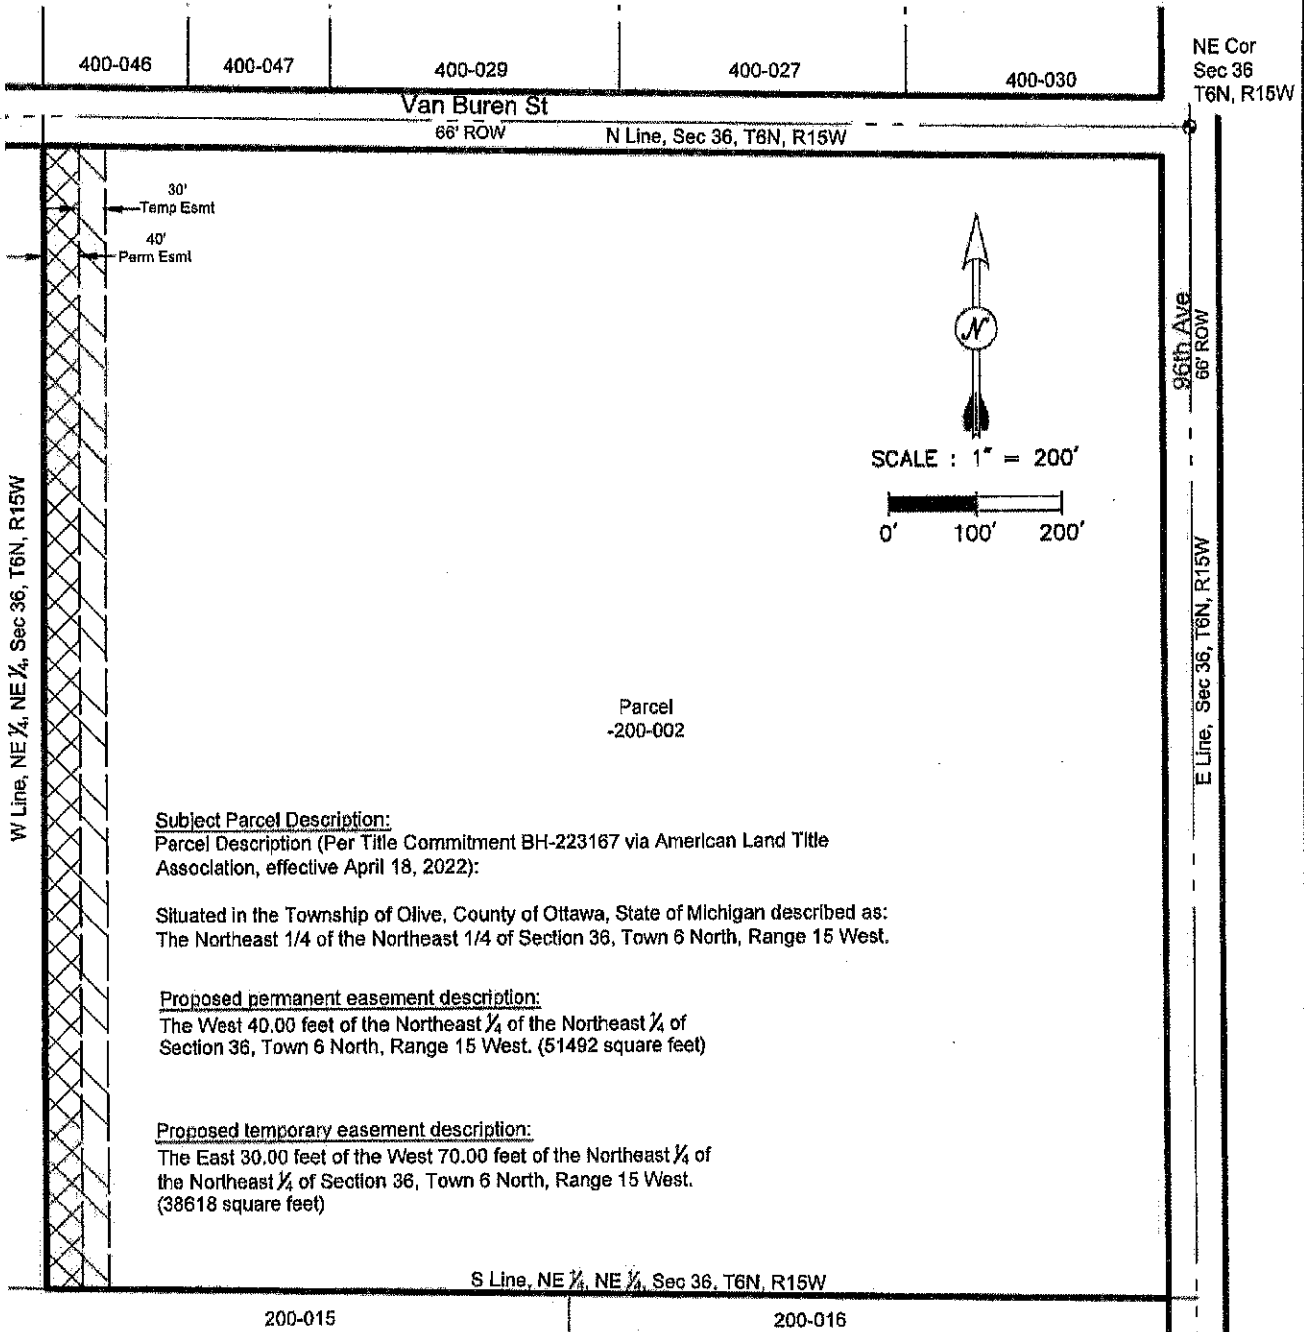 400-046
400-047
400-029
400-027
400-030
NE Cor
Sec 36
T6N, R15W
Van Buren St
66' ROW
N Line, Sec 36, T6N, R15W
30'
Temp Esmt
40'
Perm Esmt
N
96th Ave
66' ROW
SCALE : 1" = 200'
0' 100' 200'
W Line, NE ¼, NE ¼, Sec 36, T6N, R15W
E Line, Sec 36, T6N, R15W
Parcel
-200-002
Subject Parcel Description:
Parcel Description (Per Title Commitment BH-223167 via American Land Title
Association, effective April 18, 2022):
Situated in the Township of Olive, County of Ottawa, State of Michigan described as:
The Northeast 1/4 of the Northeast 1/4 of Section 36, Town 6 North, Range 15 West.
Proposed permanent easement description:
The West 40.00 feet of the Northeast ¼ of the Northeast ¼ of
Section 36, Town 6 North, Range 15 West. (51492 square feet)
Proposed temporary easement description:
The East 30.00 feet of the West 70.00 feet of the Northeast ¼ of
the Northeast ¼ of Section 36, Town 6 North, Range 15 West.
(38618 square feet)
S Line, NE ¼, NE ¼, Sec 36, T6N, R15W
200-015
200-016